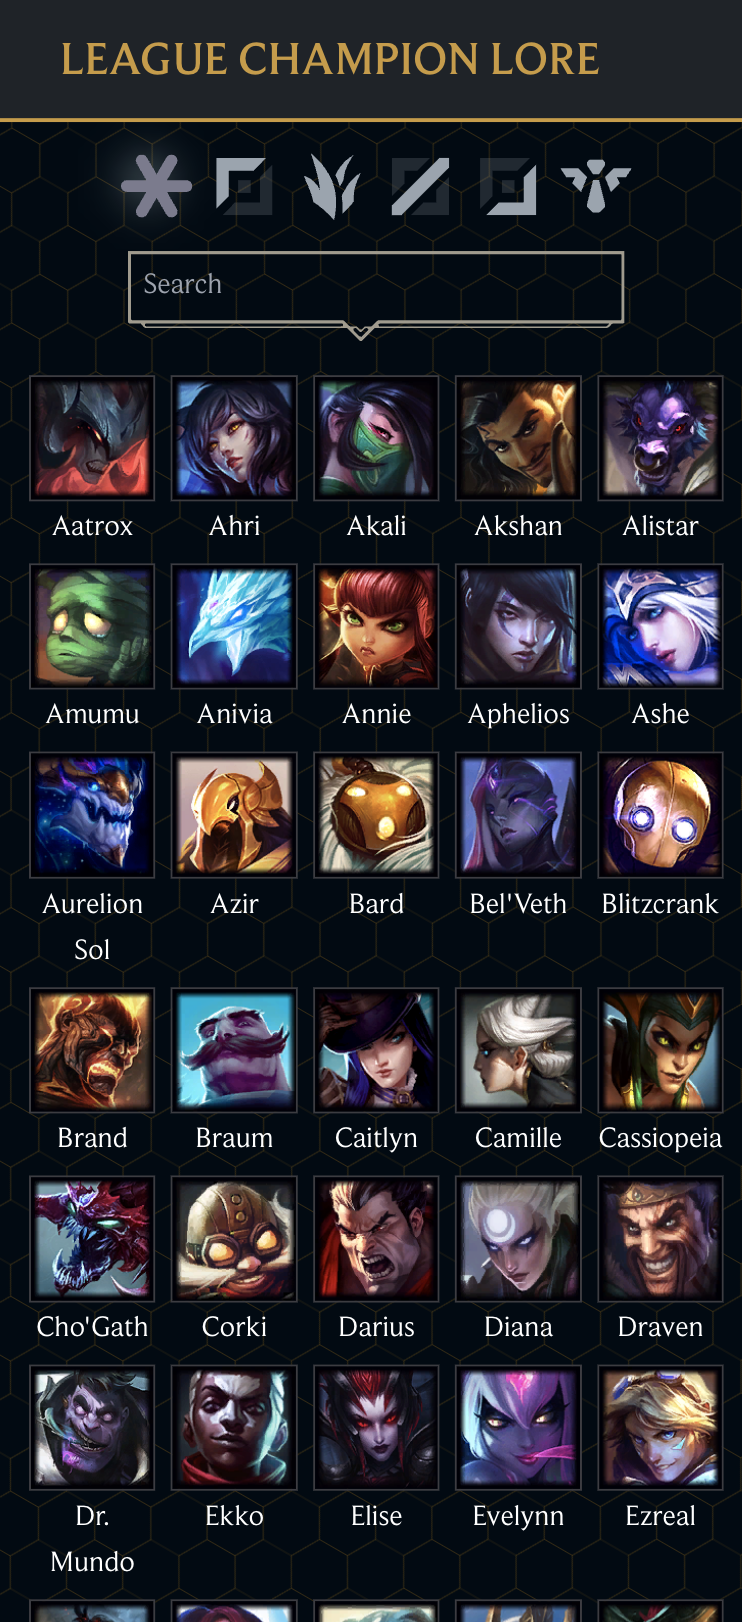 LEAGUE CHAMPION LORE
Search
Aatrox Ahri Akali Akshan Alistar
Amumu Anivia Annie Aphelios Ashe
Aurelion Sol Azir Bard Bel'Veth Blitzcrank
Brand Braum Caitlyn Camille Cassiopeia
Cho'Gath Corki Darius Diana Draven
Dr. Mundo Ekko Elise Evelynn Ezreal